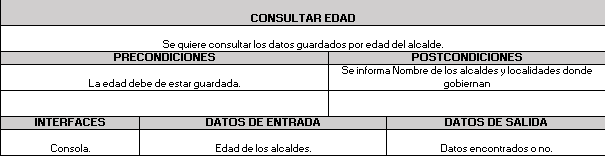 CONSULTAR EDAD
Se quiere consultar los datos guardados por edad del alcalde.
PRECONDICIONES
POSTCONDICIONES
La edad debe de estar guardada.
Se informa Nombre de los alcaldes y localidades donde
gobiernan
INTERFACES
DATOS DE ENTRADA
DATOS DE SALIDA
Consola.
Edad de los alcaldes.
Datos encontrados o no.